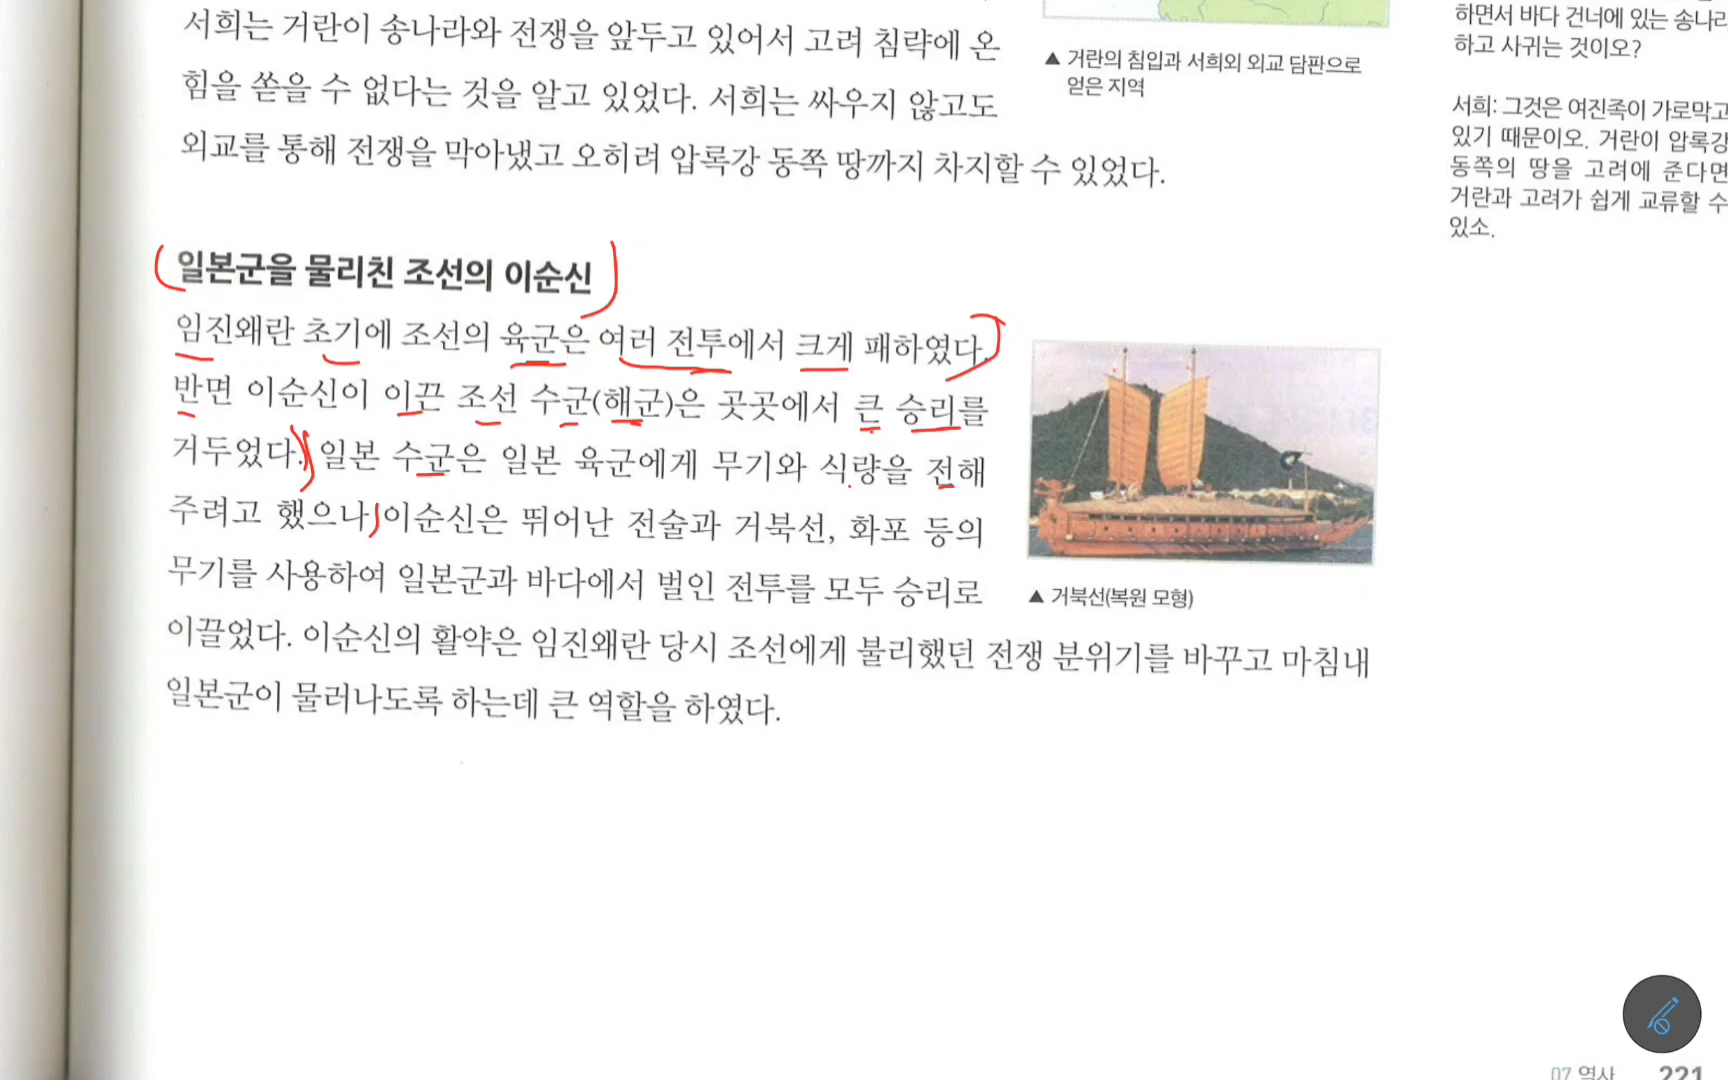 서희는 거란이 송나라와 전쟁을 앞두고 있어서 고려 침략에 온
힘을 쏟을 수 없다는 것을 알고 있었다. 서희는 싸우지 않고도
외교를 통해 전쟁을 막아냈고 오히려 압록강 동쪽 땅까지 차지할 수 있었다.
▲ 거란의 침입과 서희외 외교 담판으로
얻은 지역
하면서 바다 건너에 있는 송나라
하고 사귀는 것이오?
서희: 그것은 여진족이 가로막고
있기 때문이오. 거란이 압록강
동쪽의 땅을 고려에 준다면
거란과 고려가 쉽게 교류할 수
있소.
일본군을 물리친 조선의 이순신
임진왜란 초기에 조선의 육군은 여러 전투에서 크게 패하였다.
반면 이순신이 이끈 조선 수군(해군)은 곳곳에서 큰 승리를
거두었다. 일본 수군은 일본 육군에게 무기와 식량을 전해
주려고 했으나 이순신은 뛰어난 전술과 거북선, 화포 등의
무기를 사용하여 일본군과 바다에서 벌인 전투를 모두 승리로
이끌었다. 이순신의 활약은 임진왜란 당시 조선에게 불리했던 전쟁 분위기를 바꾸고 마침내
일본군이 물러나도록 하는데 큰 역할을 하였다.
▲ 거북선(복원 모형)
07 역사 221